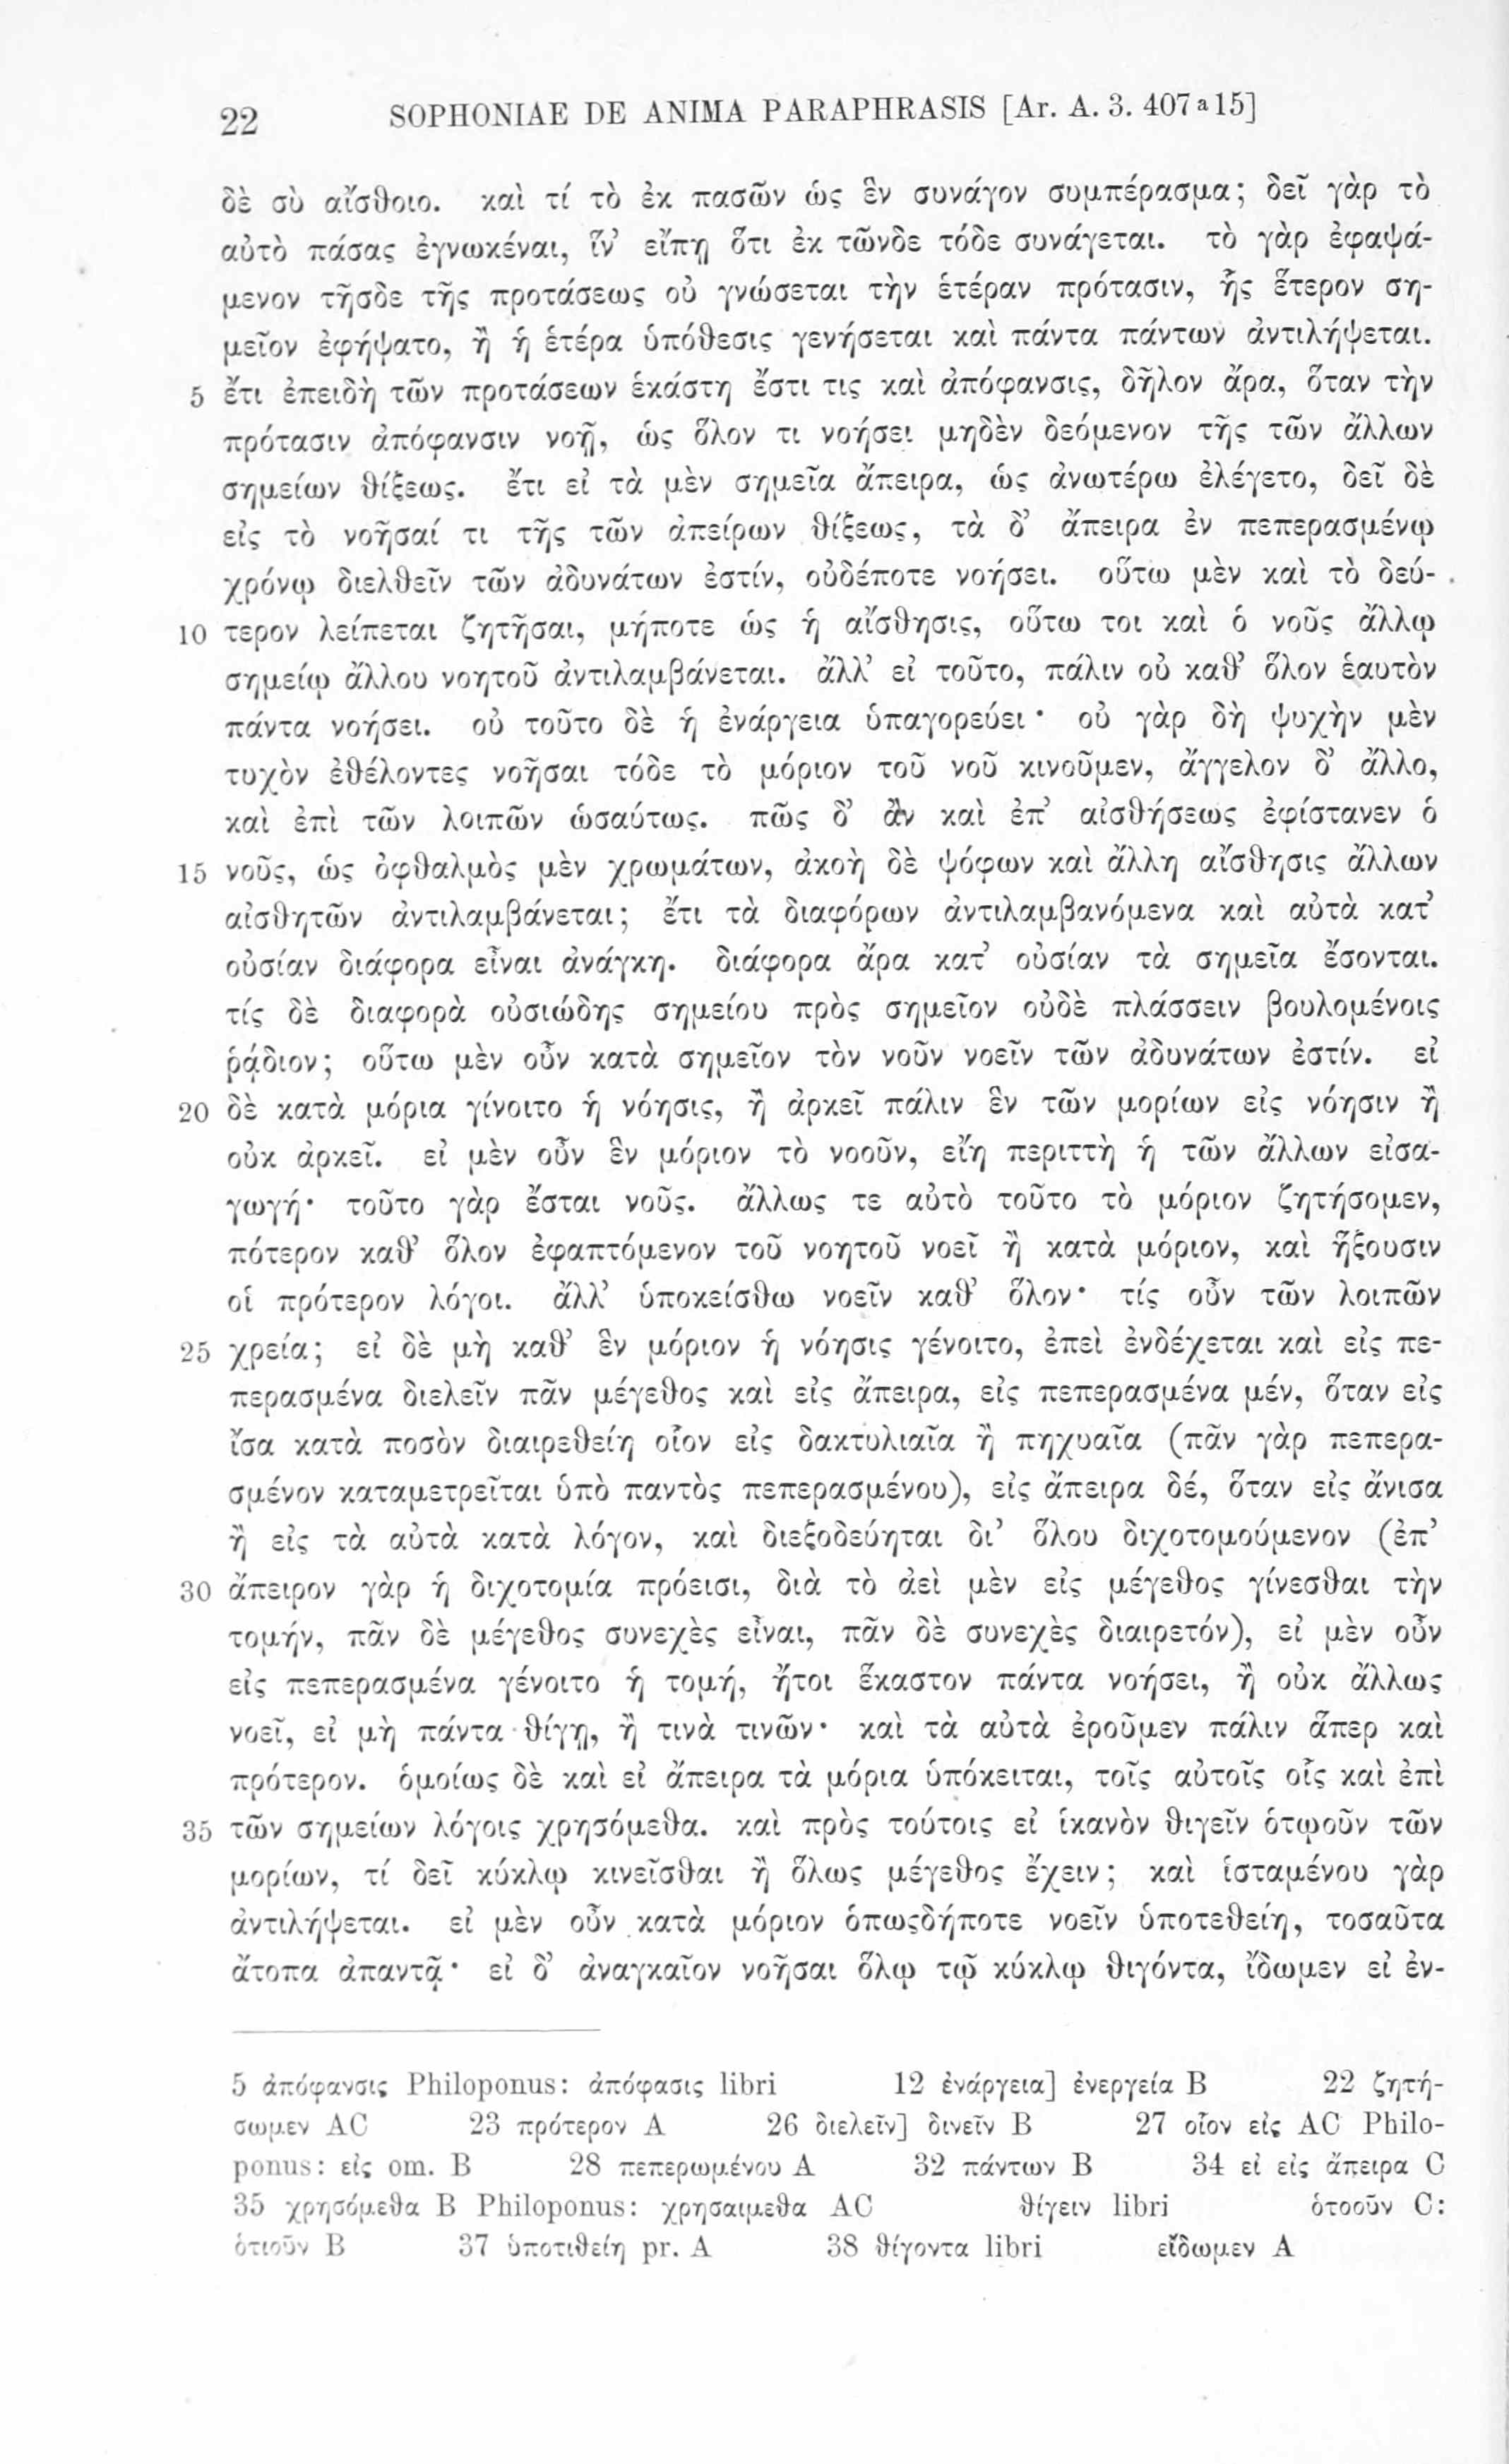 22 SOPHONIAE DE ANIMA PARAPHRASIS [Ar. A. 3. 407ª15]
δὲ σὺ αἴσθοιο. καὶ τί τὸ ἐκ πασῶν ὡς ἓν συνάγον συμπέρασμα; δεῖ γὰρ τὸ
αὐτὸ πάσας ἐγνωκέναι, ἵν’ εἴπῃ ὅτι ἐκ τῶνδε τόδε συνάγεται. τὸ γὰρ ἐφαψά-
μενον τῆσδε τῆς προτάσεως οὐ γνώσεται τὴν ἑτέραν πρότασιν, ἧς ἕτερον ση-
μεῖον ἐφήψατο, ἢ ἡ ἑτέρα ὑπόθεσις γενήσεται καὶ πάντα πάντων ἀντιλήψεται.
5 ἔτι ἐπειδὴ τῶν προτάσεων ἑκάστη ἔστι τις καὶ ἀπόφανσις, δῆλον ἄρα, ὅταν τὴν
πρότασιν ἀπόφανσιν νοῇ, ὡς ὅλον τι νοήσει μηδὲν δεόμενον τῆς τῶν ἄλλων
σημείων θίξεως. ἔτι εἰ τὰ μὲν σημεῖα ἄπειρα, ὡς ἀνωτέρω ἐλέγετο, δεῖ δὲ
εἰς τὸ νοῆσαί τι τῆς τῶν ἀπείρων θίξεως, τὰ δ’ ἄπειρα ἐν πεπερασμένῳ
χρόνῳ διελθεῖν τῶν ἀδυνάτων ἐστίν, οὐδέποτε νοήσει. οὕτω μὲν καὶ τὸ δεύ-
10 τερον λείπεται ζητῆσαι, μήποτε ὡς ἡ αἴσθησις, οὕτω τοι καὶ ὁ νοῦς ἄλλῳ
σημείῳ ἄλλου νοητοῦ ἀντιλαμβάνεται. ἄλλ’ εἰ τοῦτο, πάλιν οὐ καθ’ ὅλον ἑαυτὸν
πάντα νοήσει. οὐ τοῦτο δὲ ἡ ἐνάργεια ὑπαγορεύει· οὐ γὰρ δὴ ψυχὴν μὲν
τυχὸν ἐθέλοντες νοῆσαι τόδε τὸ μόριον τοῦ νοῦ κινοῦμεν, ἄγγελον δ’ ἄλλο,
καὶ ἐπὶ τῶν λοιπῶν ὡσαύτως. πῶς δ’ ἂν καὶ ἐπ’ αἰσθήσεως ἐφίστανεν ὁ
15 νοῦς, ὡς ὀφθαλμὸς μὲν χρωμάτων, ἀκοὴ δὲ ψόφων καὶ ἄλλη αἴσθησις ἄλλων
αἰσθητῶν ἀντιλαμβάνεται; ἔτι τὰ διαφόρων ἀντιλαμβανόμενα καὶ αὐτὰ κατ’
οὐσίαν διάφορα εἶναι ἀνάγκη. διάφορα ἄρα κατ’ οὐσίαν τὰ σημεῖα ἔσονται.
τίς δὲ διαφορὰ οὐσιώδης σημείου πρὸς σημεῖον οὐδὲ πλάσσειν βουλομένοις
ῥᾴδιον; οὕτω μὲν οὖν κατὰ σημεῖον τὸν νοῦν νοεῖν τῶν ἀδυνάτων ἐστίν. εἰ
20 δὲ κατὰ μόρια γίνοιτο ἡ νόησις, ἢ ἀρκεῖ πάλιν ἓν τῶν μορίων εἰς νόησιν ἢ
οὐκ ἀρκεῖ. εἰ μὲν οὖν ἓν μόριον τὸ νοοῦν, εἴη περιττὴ ἡ τῶν ἄλλων εἰσα-
γωγή· τοῦτο γὰρ ἔσται νοῦς. ἄλλως τε αὐτὸ τοῦτο τὸ μόριον ζητήσομεν,
πότερον καθ’ ὅλον ἐφαπτόμενον τοῦ νοητοῦ νοεῖ ἢ κατὰ μόριον, καὶ ἥξουσιν
οἱ πρότερον λόγοι. ἄλλ’ ὑποκείσθω νοεῖν καθ’ ὅλον· τίς οὖν τῶν λοιπῶν
25 χρεία; εἰ δὲ μὴ καθ’ ἓν μόριον ἡ νόησις γένοιτο, ἐπεὶ ἐνδέχεται καὶ εἰς πε-
περασμένα διελεῖν πᾶν μέγεθος καὶ εἰς ἄπειρα, εἰς πεπερασμένα μέν, ὅταν εἰς
ἴσα κατὰ ποσὸν διαιρεθείη οἷον εἰς δακτυλιαῖα ἢ πηχυαῖα (πᾶν γὰρ πεπερα-
σμένον καταμετρεῖται ὑπὸ παντὸς πεπερασμένου), εἰς ἄπειρα δέ, ὅταν εἰς ἄνισα
ἢ εἰς τὰ αὐτὰ κατὰ λόγον, καὶ διεξοδεύηται δι’ ὅλου διχοτομούμενον (ἐπ’
30 ἄπειρον γὰρ ἡ διχοτομία πρόεισι, διὰ τὸ ἀεὶ μὲν εἰς μέγεθος γίνεσθαι τὴν
τομήν, πᾶν δὲ μέγεθος συνεχὲς εἶναι, πᾶν δὲ συνεχὲς διαιρετόν), εἰ μὲν οὖν
εἰς πεπερασμένα γένοιτο ἡ τομή, ἤτοι ἕκαστον πάντα νοήσει, ἢ οὐκ ἄλλως
νοεῖ, εἰ μὴ πάντα θίγῃ, ἢ τινὰ τινῶν· καὶ τὰ αὐτὰ ἐροῦμεν πάλιν ἅπερ καὶ
πρότερον. ὁμοίως δὲ καὶ εἰ ἄπειρα τὰ μόρια ὑπόκειται, τοῖς αὐτοῖς οἷς καὶ ἐπὶ
35 τῶν σημείων λόγοις χρησόμεθα. καὶ πρὸς τούτοις εἰ ἱκανὸν θιγεῖν ὁτῳοῦν τῶν
μορίων, τί δεῖ κύκλῳ κινεῖσθαι ἢ ὅλως μέγεθος ἔχειν; καὶ ἱσταμένου γὰρ
ἀντιλήψεται. εἰ μὲν οὖν κατὰ μόριον ὁπωςδήποτε νοεῖν ὑποτεθείη, τοσαῦτα
ἄτοπα ἀπαντᾷ· εἰ δ’ ἀναγκαῖον νοῆσαι ὅλῳ τῷ κύκλῳ θιγόντα, ἴδωμεν εἰ ἐν-
5 ἀπόφανσις Philoponus: ἀπόφασις libri 12 ἐνάργεια] ἐνεργεία B 22 ζητή-
σωμεν AC 23 πρότερον A 26 διελεῖν] δινεῖν B 27 οἷον εἰς AC Philo-
ponus: εἰς om. B 28 πεπερωμένου A 32 πάντων B 34 εἰ εἰς ἄπειρα C
35 χρησόμεθα B Philoponus: χρησαιμεθα AC θίγειν libri ὁτοοῦν C:
ὁτιοῦν B 37 ὑποτιθείη pr. A 38 θίγοντα libri εἴδωμεν A